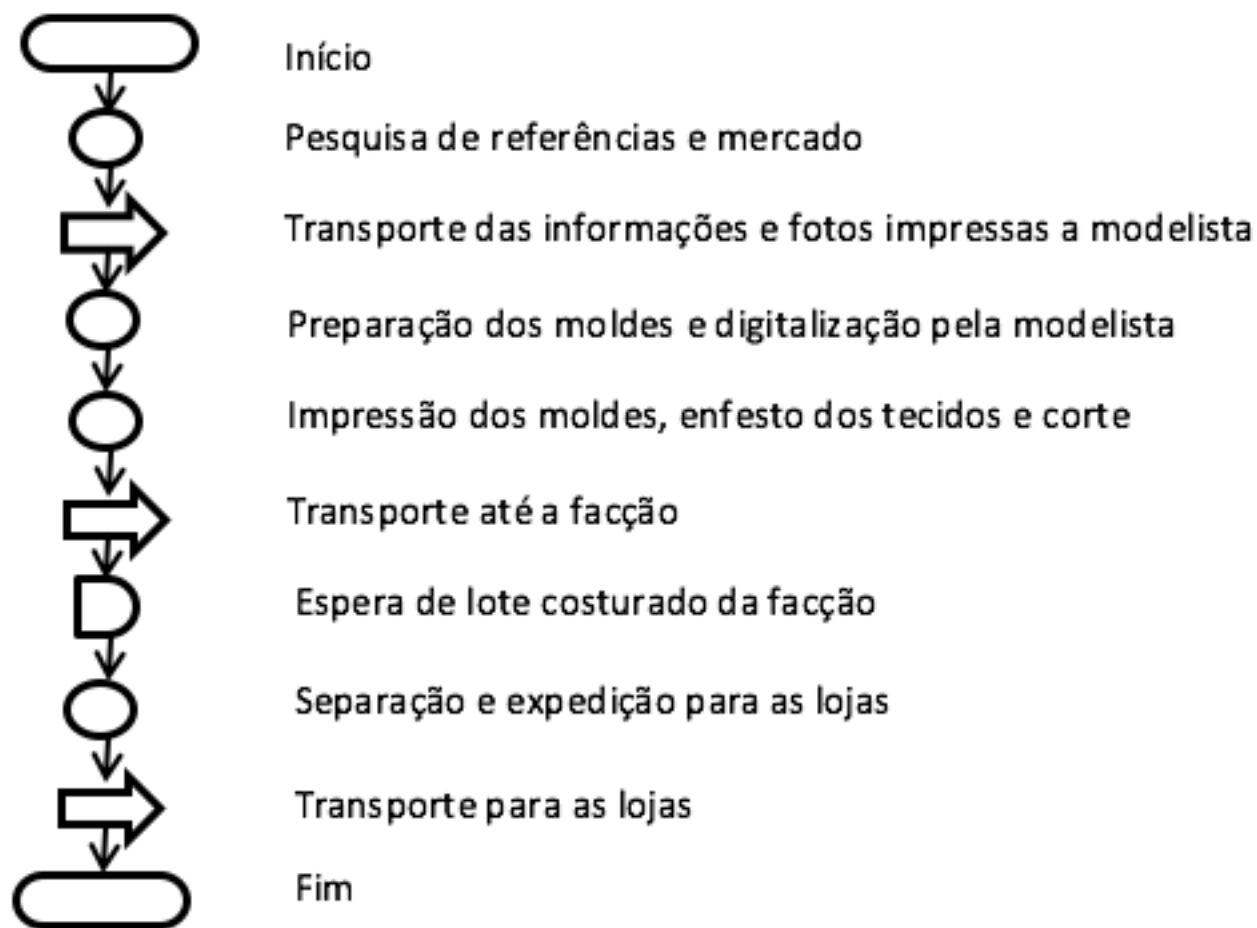 Início
Pesquisa de referências e mercado
Transporte das informações e fotos impressas a modelista
Preparação dos moldes e digitalização pela modelista
Impressão dos moldes, enfesto dos tecidos e corte
Transporte até a facção
Espera de lote costurado da facção
Separação e expedição para as lojas
Transporte para as lojas
Fim